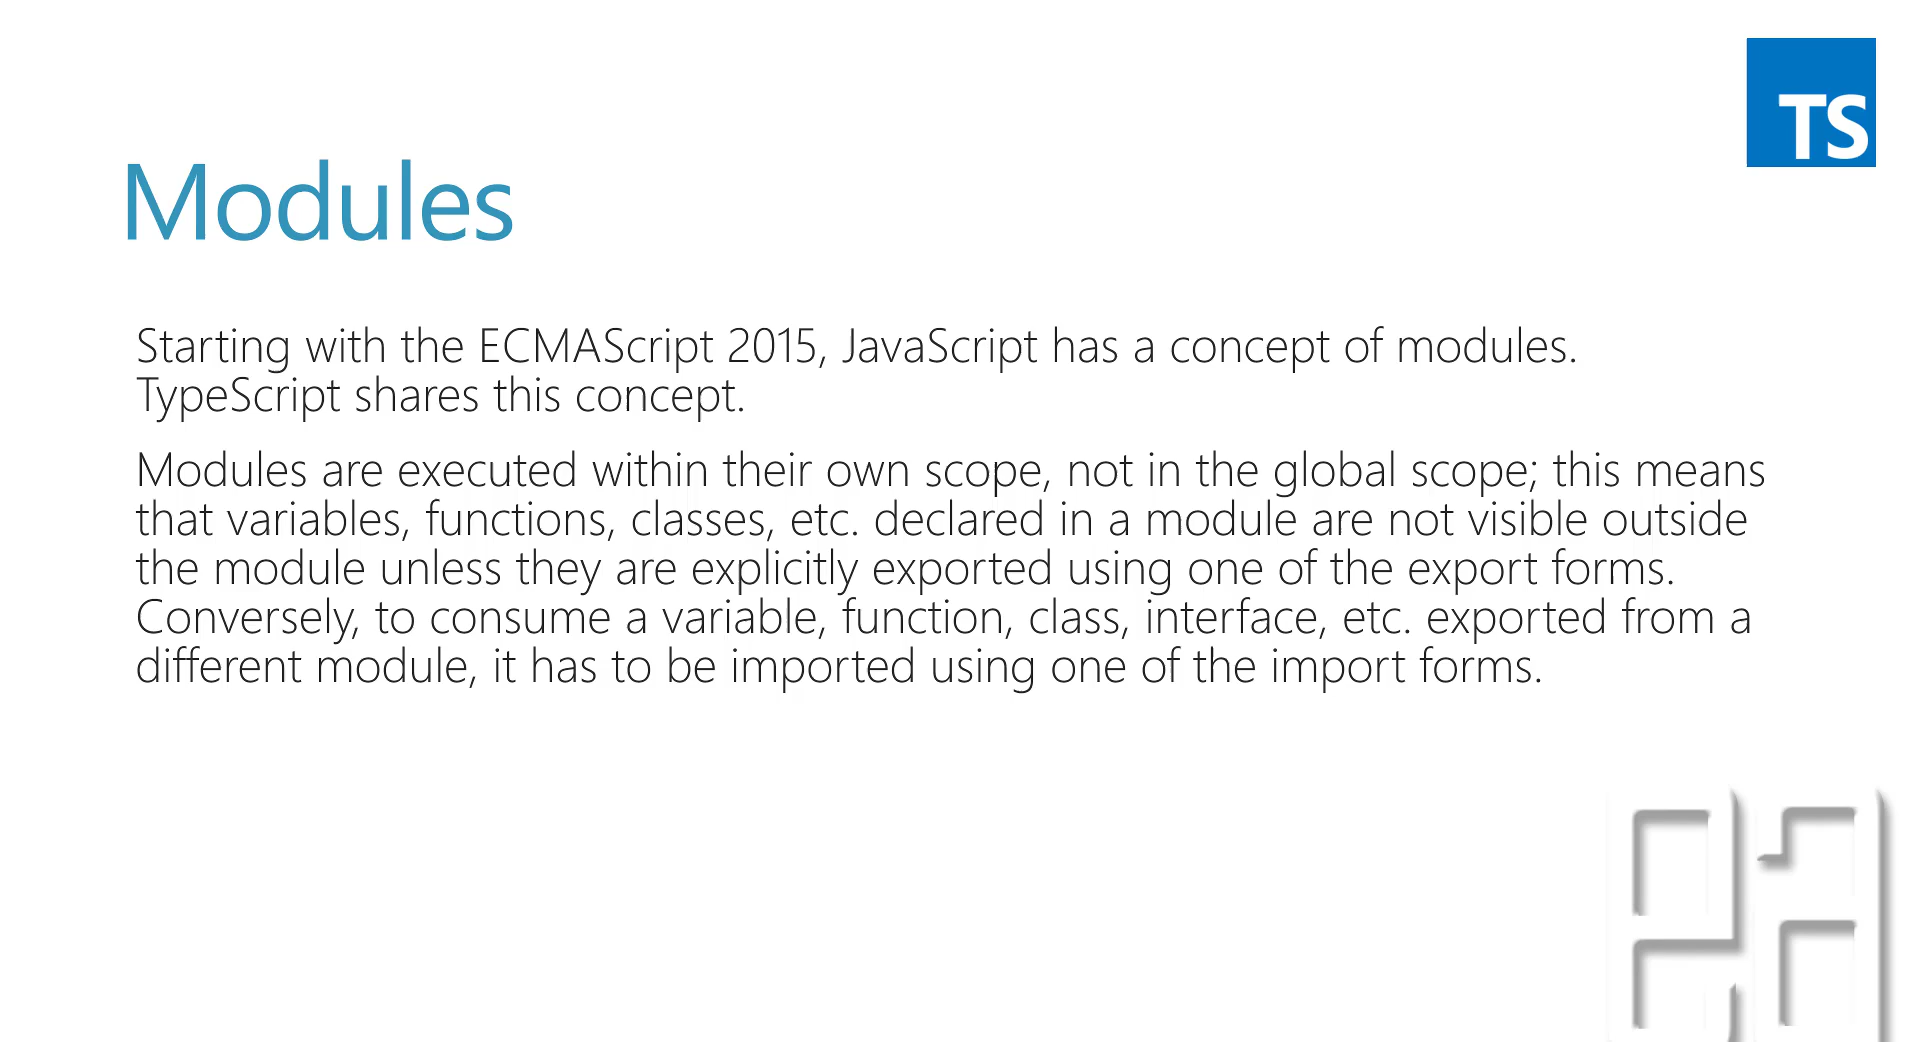 TS
Modules
Starting with the ECMAScript 2015, JavaScript has a concept of modules.
TypeScript shares this concept.
Modules are executed within their own scope, not in the global scope; this means
that variables, functions, classes, etc. declared in a module are not visible outside
the module unless they are explicitly exported using one of the export forms.
Conversely, to consume a variable, function, class, interface, etc. exported from a
different module, it has to be imported using one of the import forms.